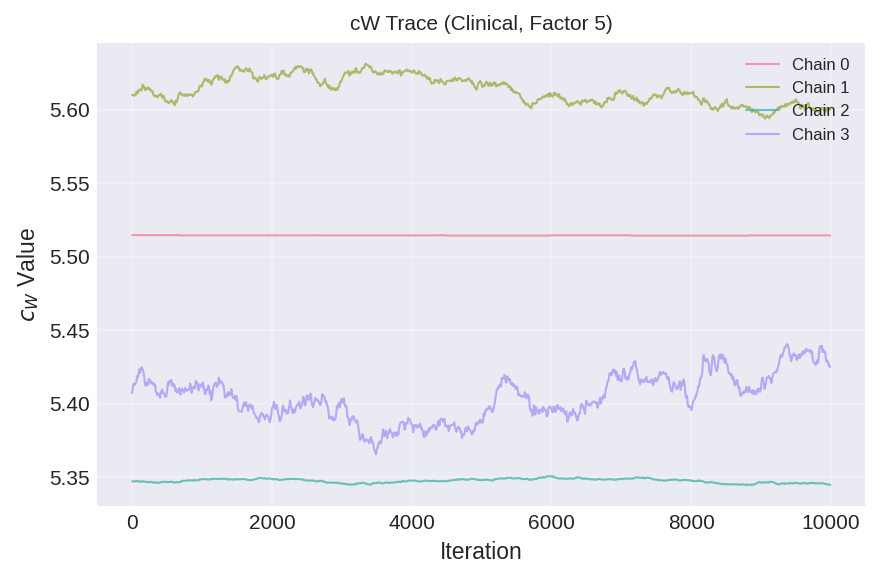 cW Trace (Clinical, Factor 5)
Chain 0
Chain 1
Chain 2
Chain 3
5.60
5.55
5.50
5.45
5.40
5.35
cW Value
0 2000 4000 6000 8000 10000
Iteration